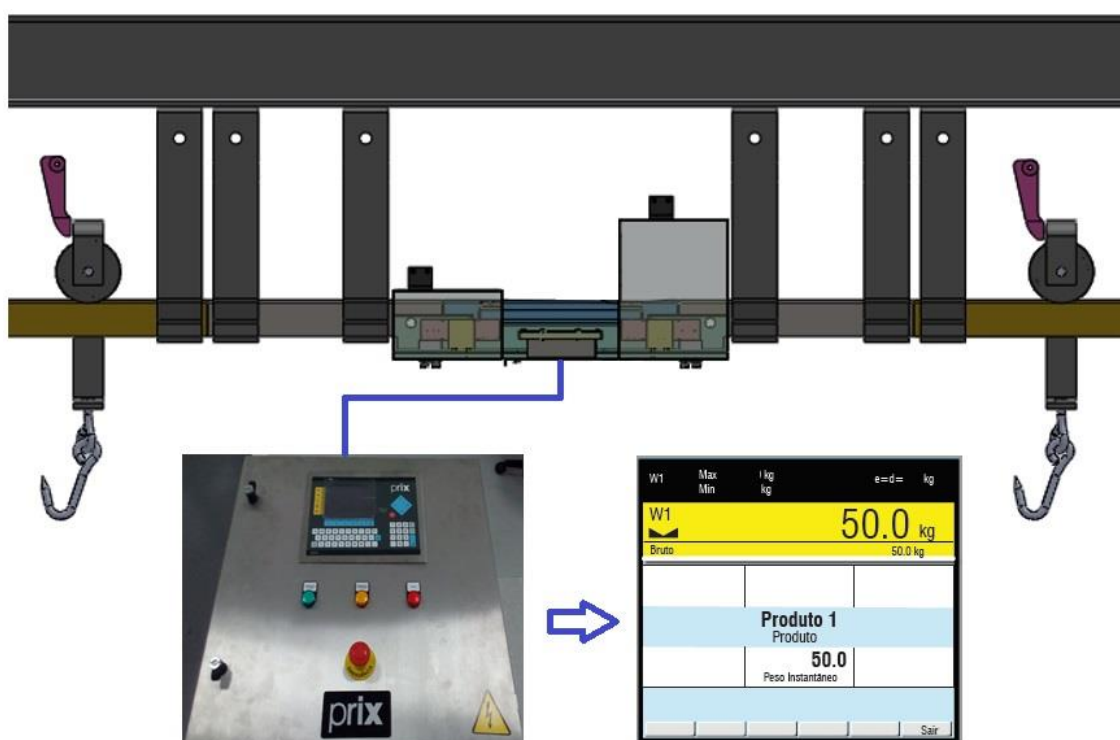 prix
prix
W1 Max kg e=d= kg
Min kg
W1 50.0 kg
Bruto 50.0 kg
Produto 1
Produto
50.0
Peso Instantâneo
Sair